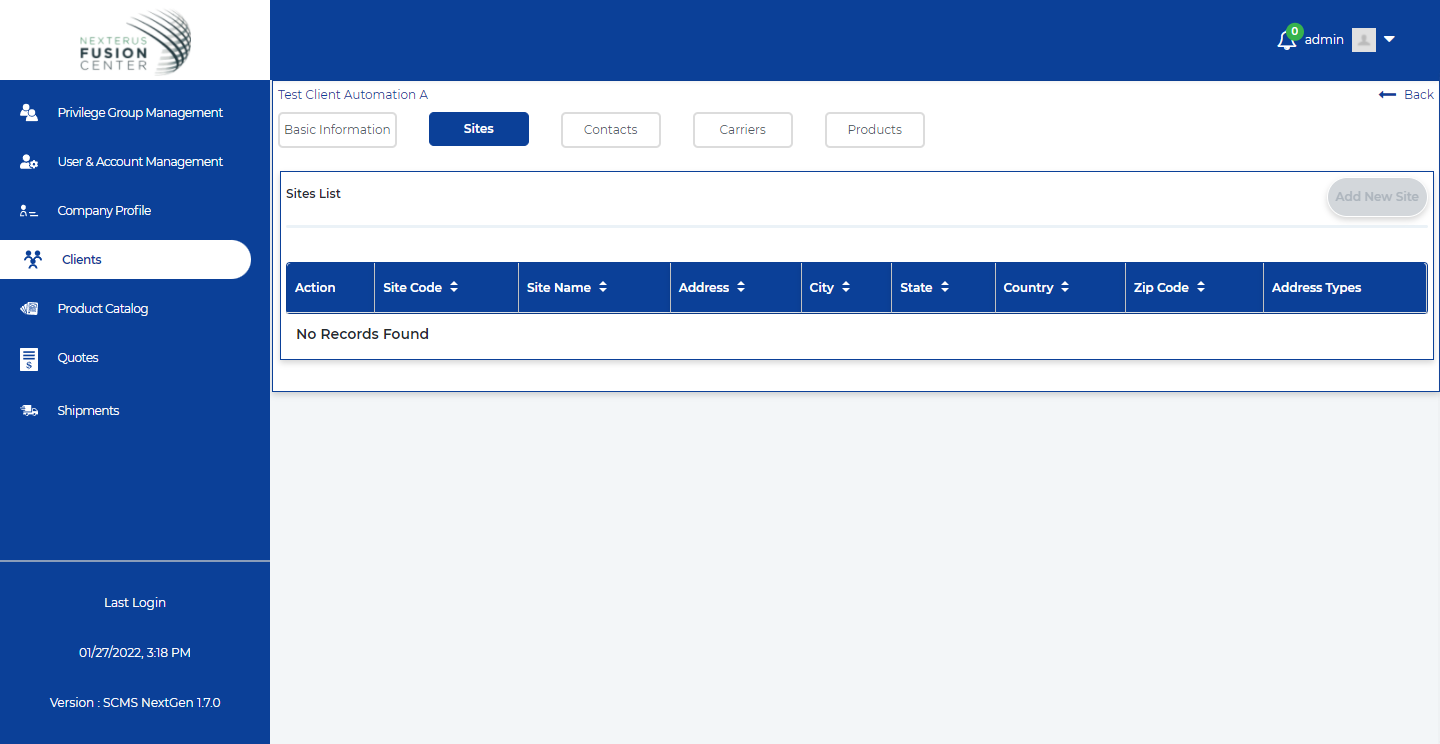 NEXTERUS
FUSION
CENTER
0
admin
Privilege Group Management
User & Account Management
Company Profile
Clients
Product Catalog
Quotes
Shipments
Last Login
01/27/2022, 3:18 PM
Version : SCMS NextGen 1.7.0
Test Client Automation A
Back
Basic Information
Sites
Contacts
Carriers
Products
Sites List
Add New Site
Action
Site Code
Site Name
Address
City
State
Country
Zip Code
Address Types
No Records Found